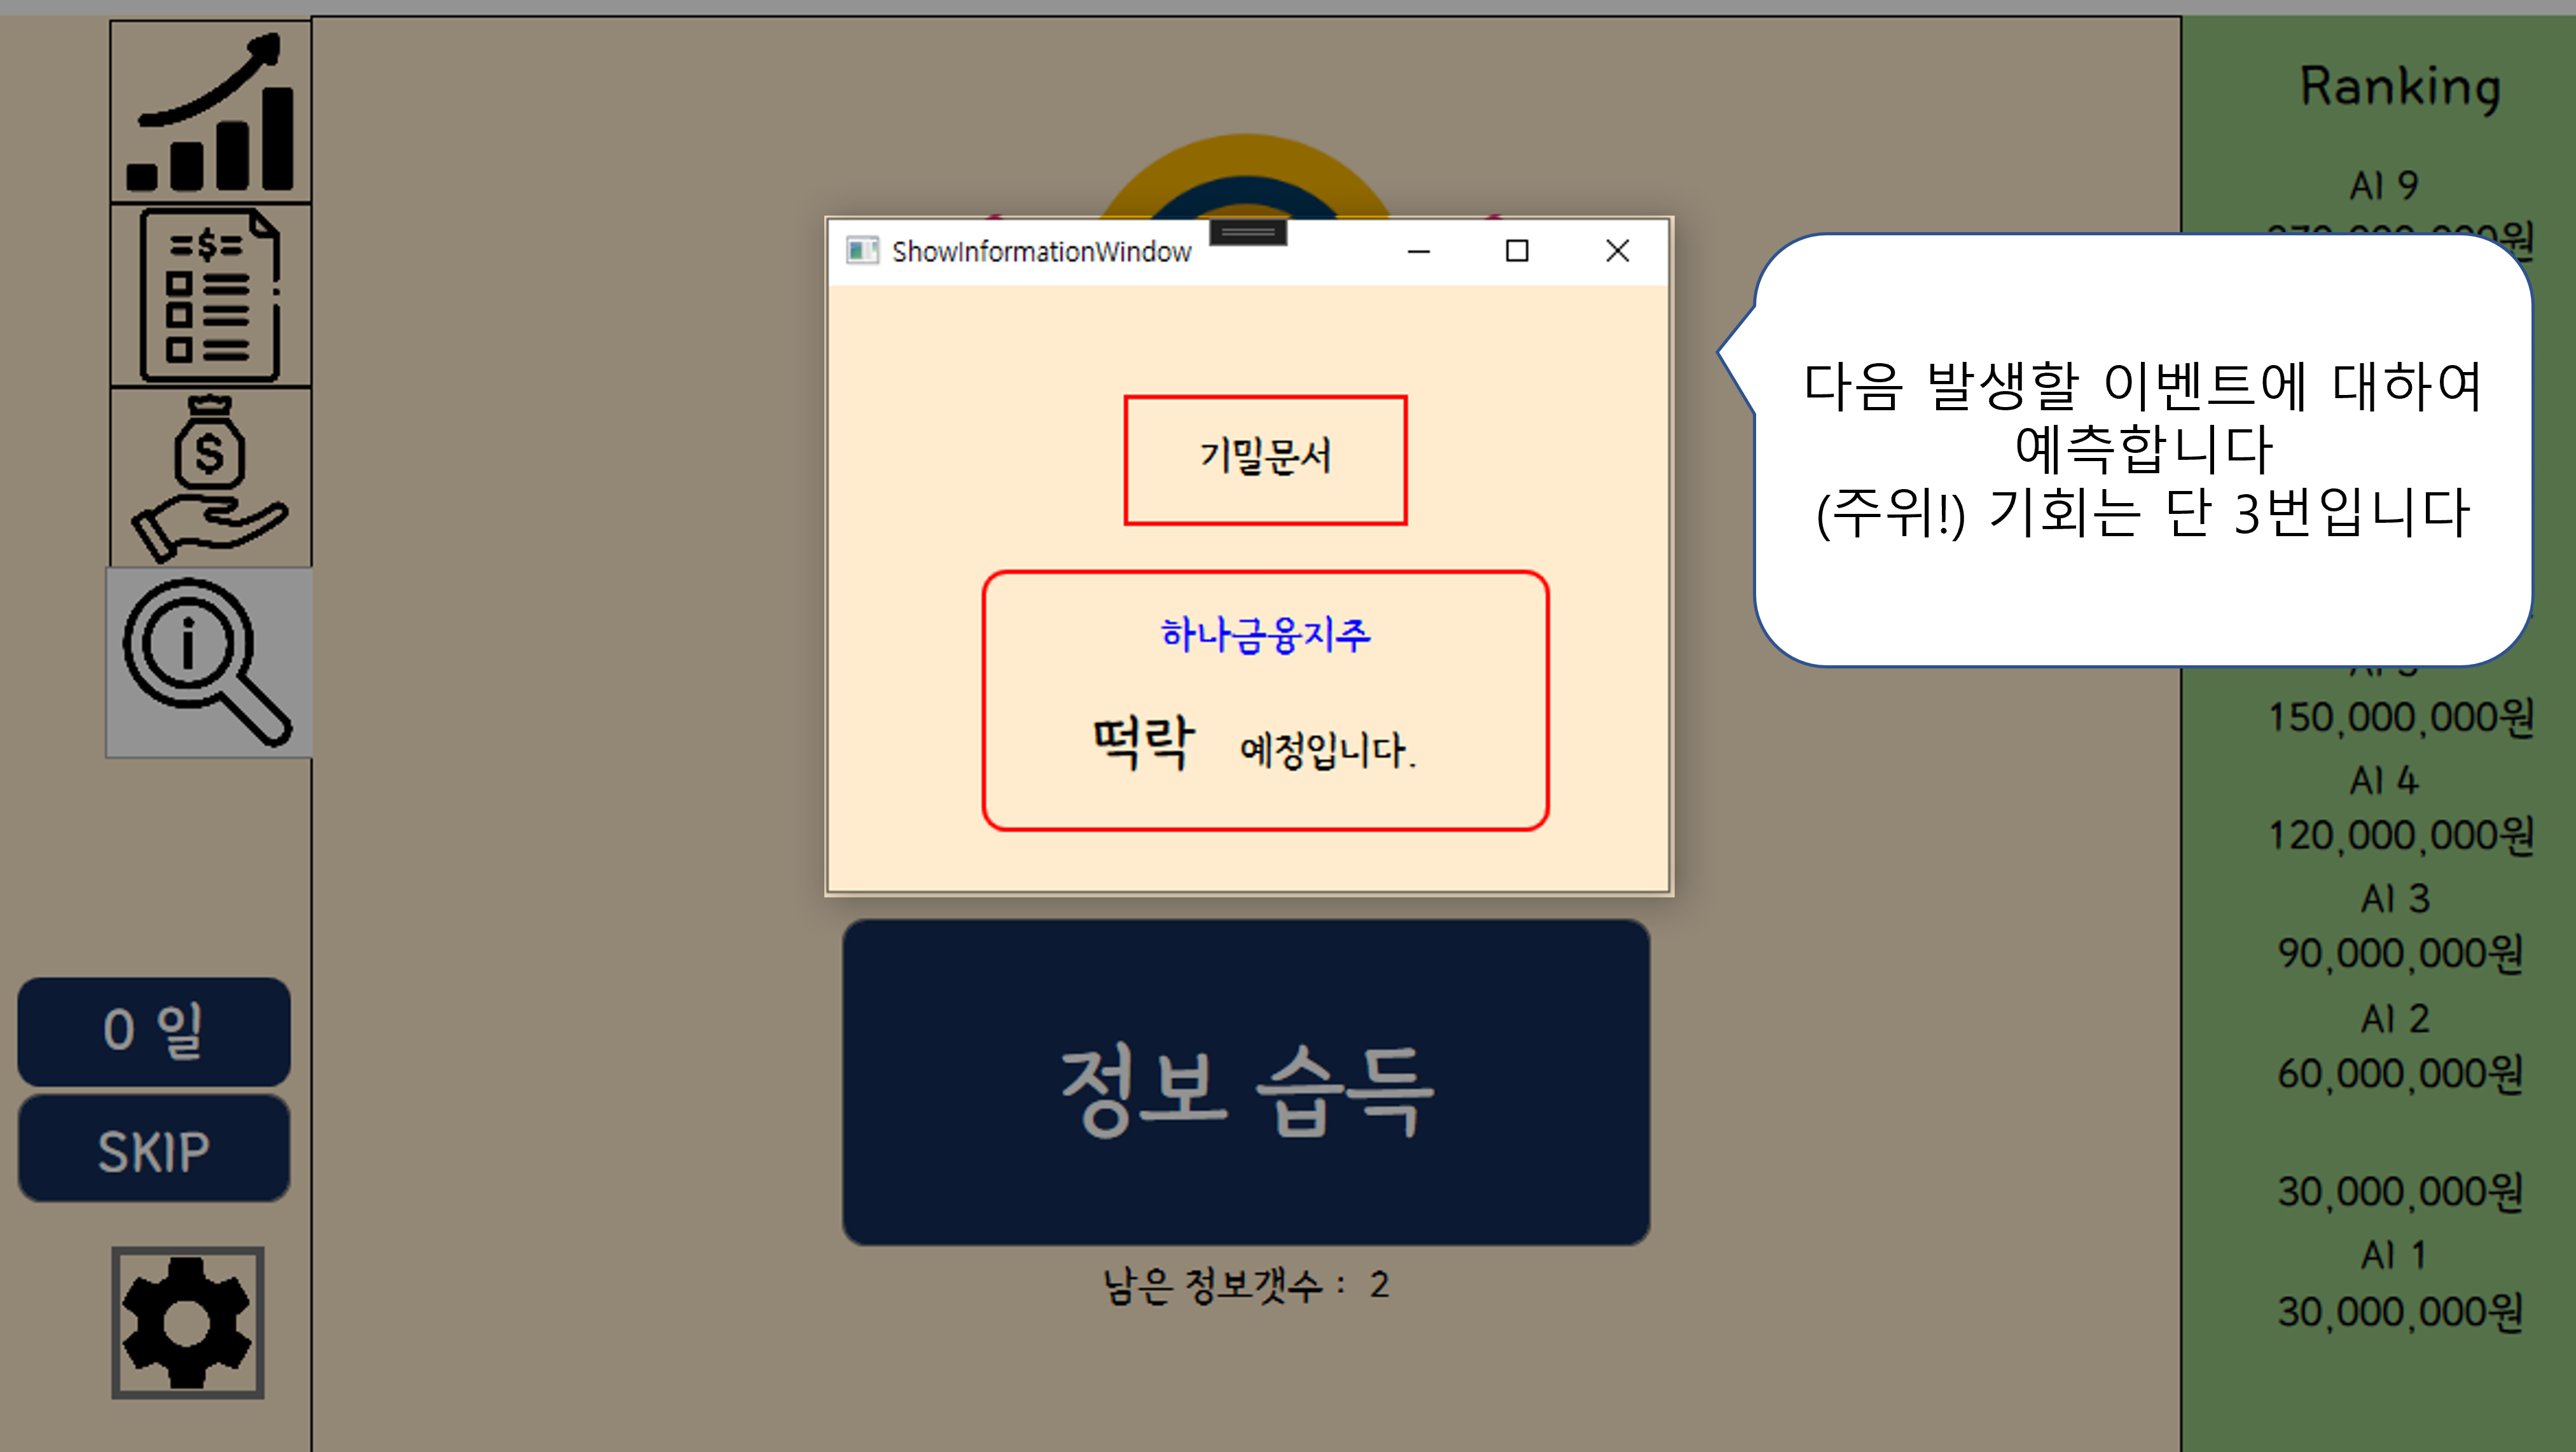 Ranking
AI 9
ShowInformationWindow
기밀문서
하나금융지주
떡락 예정입니다.
다음 발생할 이벤트에 대하여
예측합니다
(주위!) 기회는 단 3번입니다
150,000,000원
AI 4
120,000,000원
AI 3
90,000,000원
AI 2
60,000,000원
30,000,000원
AI 1
30,000,000원
0 일
SKIP
정보 습득
남은 정보갯수 : 2